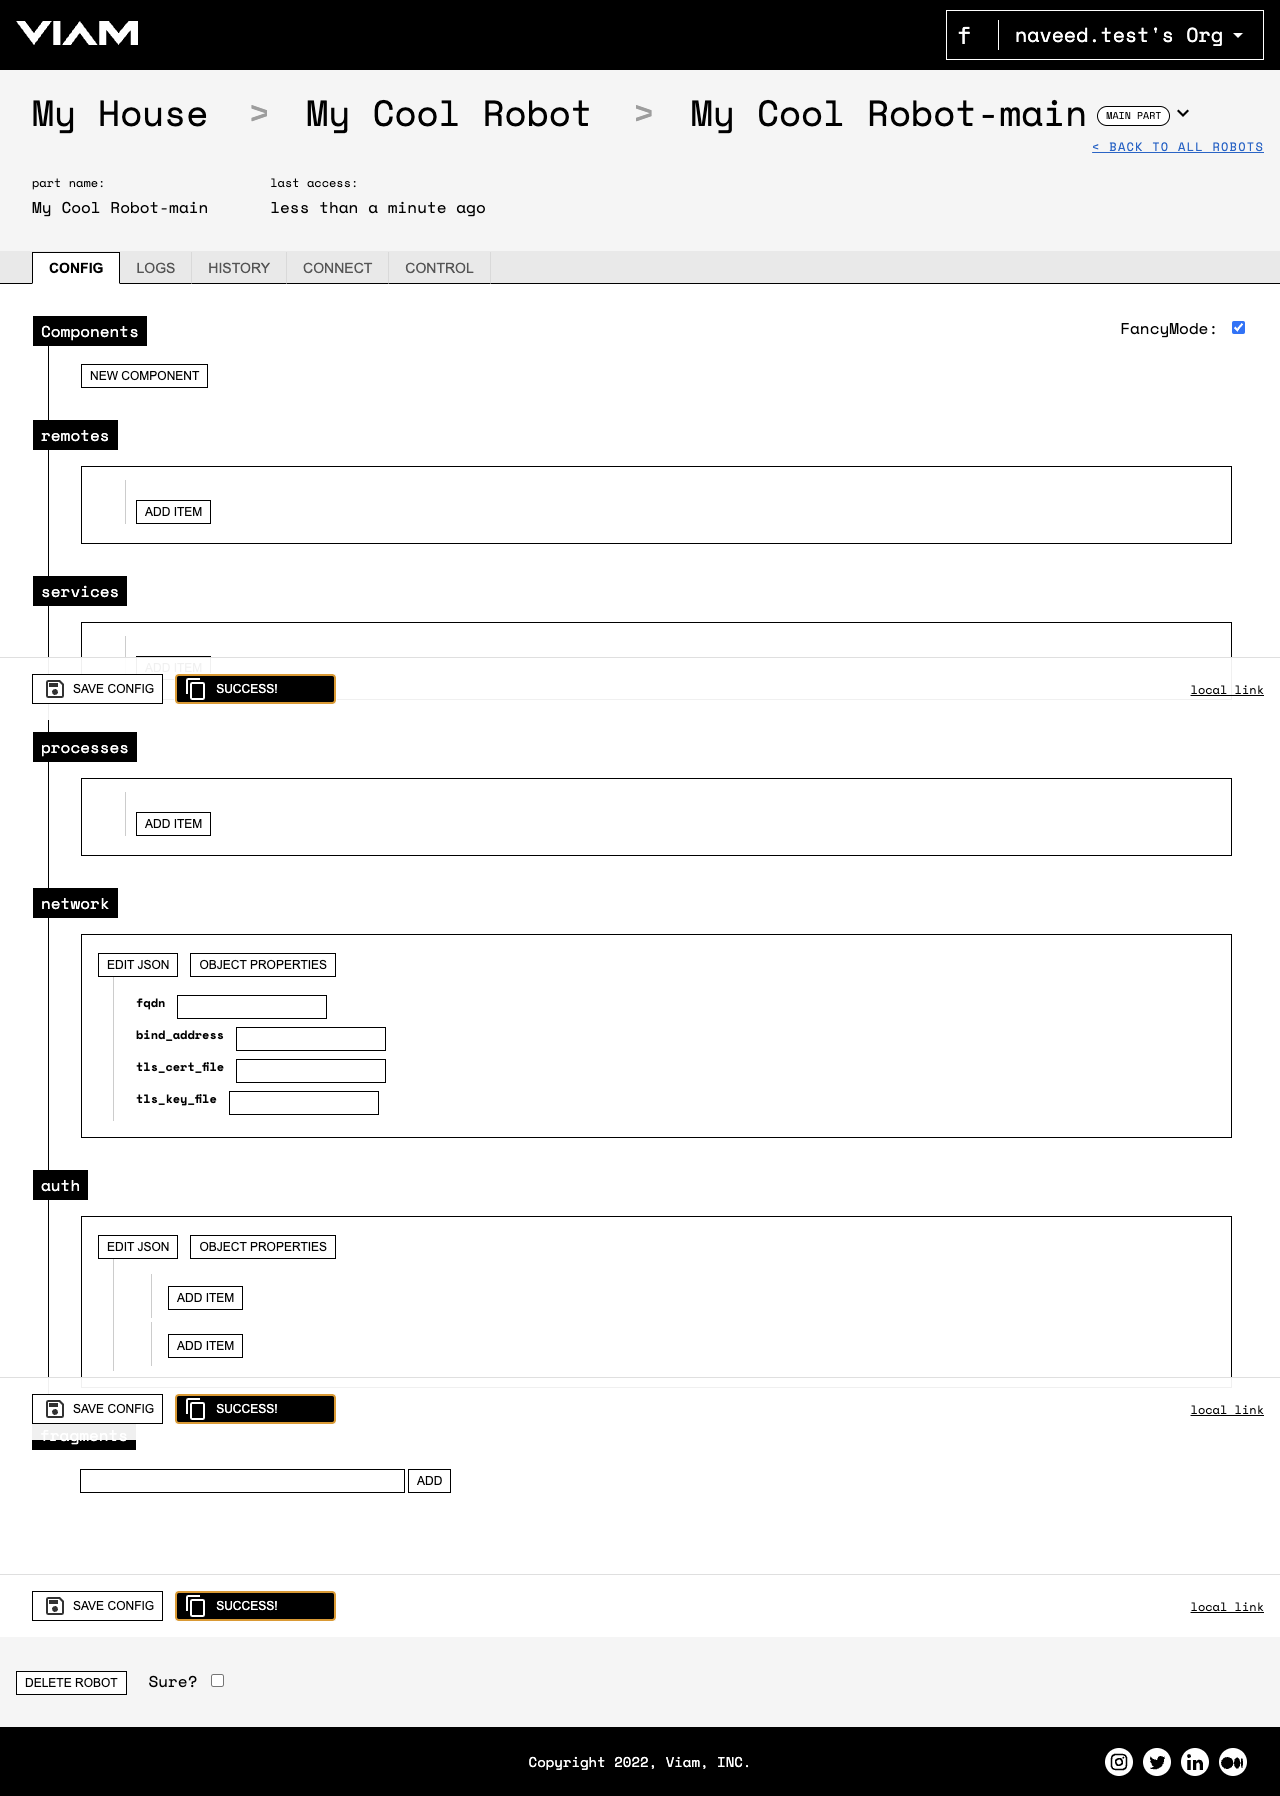 VIAM
f naveed.test's Org
My House > My Cool Robot > My Cool Robot-main MAIN PART
< BACK TO ALL ROBOTS
part name: last access:
My Cool Robot-main less than a minute ago
CONFIG LOGS HISTORY CONNECT CONTROL
Components FancyMode:
NEW COMPONENT
remotes
ADD ITEM
services
ADD ITEM
SAVE CONFIG SUCCESS! local link
processes
ADD ITEM
network
EDIT JSON OBJECT PROPERTIES
fqdn
bind_address
tls_cert_file
tls_key_file
auth
EDIT JSON OBJECT PROPERTIES
ADD ITEM
ADD ITEM
SAVE CONFIG SUCCESS! local link
fragments
ADD
SAVE CONFIG SUCCESS! local link
DELETE ROBOT Sure?
Copyright 2022, Viam, INC.